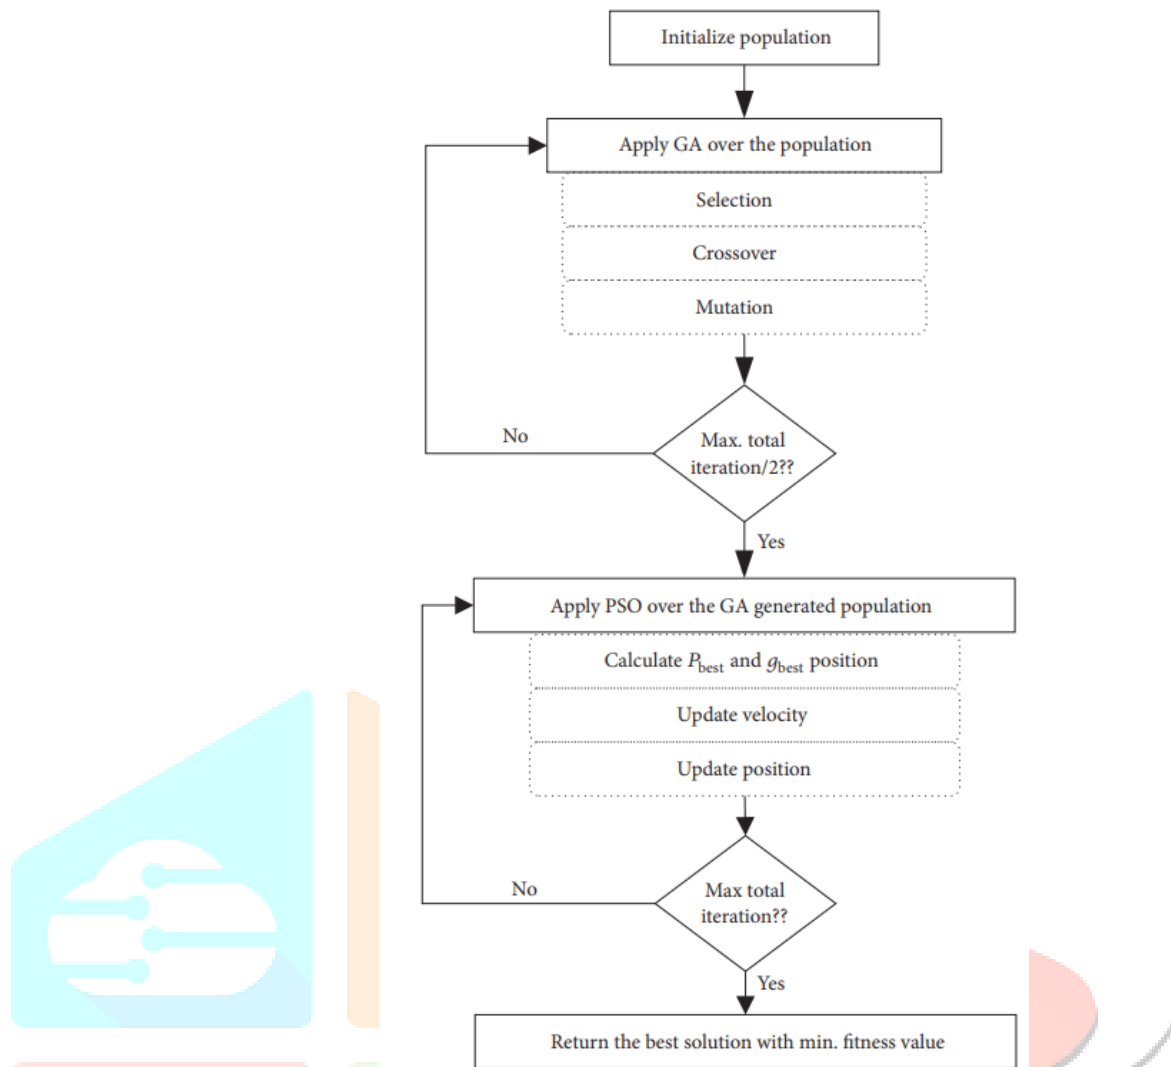 Initialize population
Apply GA over the population
Selection
Crossover
Mutation
No
Max. total
iteration/2??
Yes
Apply PSO over the GA generated population
Calculate P_best and g_best position
Update velocity
Update position
No
Max total
iteration??
Yes
Return the best solution with min. fitness value